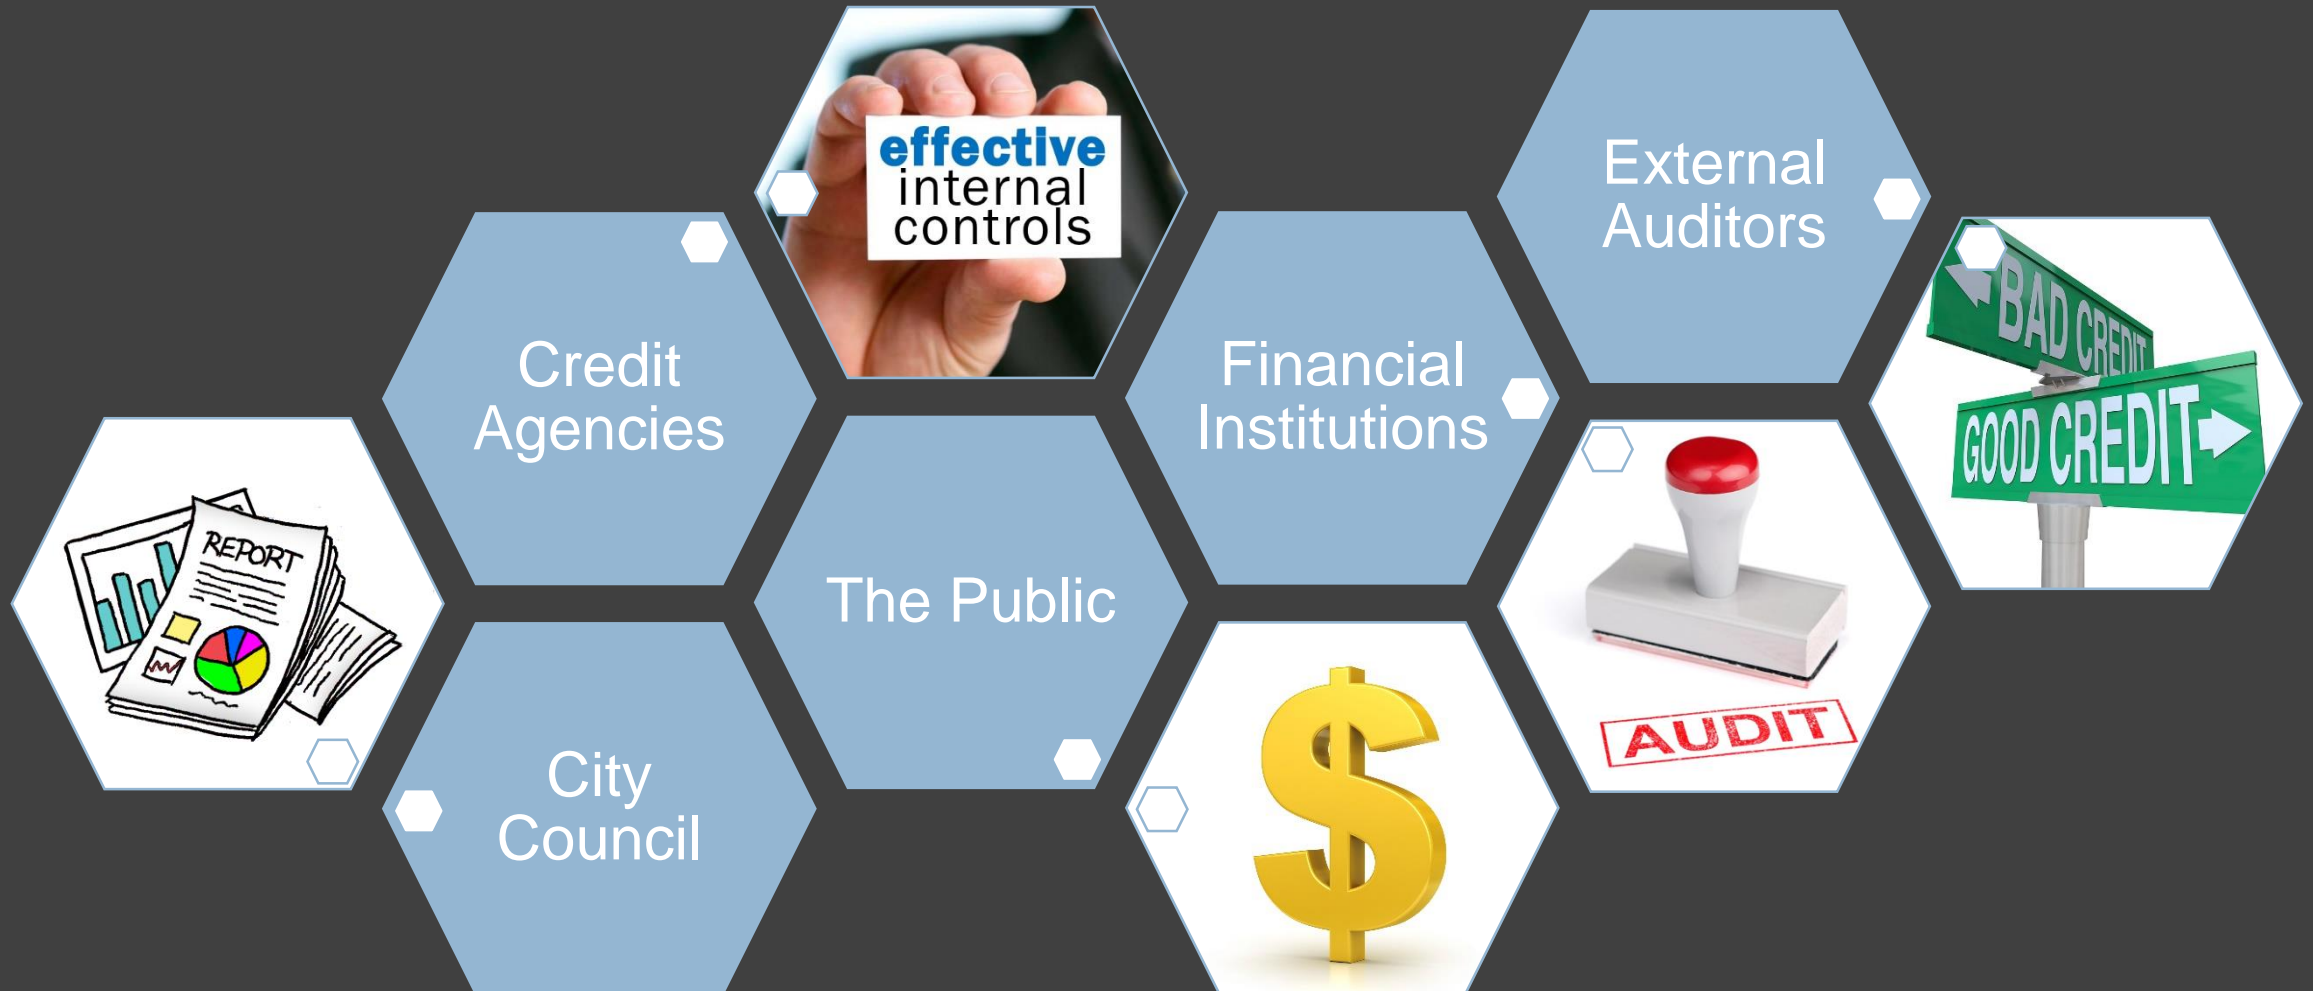 effective
internal
controls
External
Auditors
BAD CREDIT
GOOD CREDIT
Credit
Agencies
Financial
Institutions
REPORT
The Public
AUDIT
City
Council
$